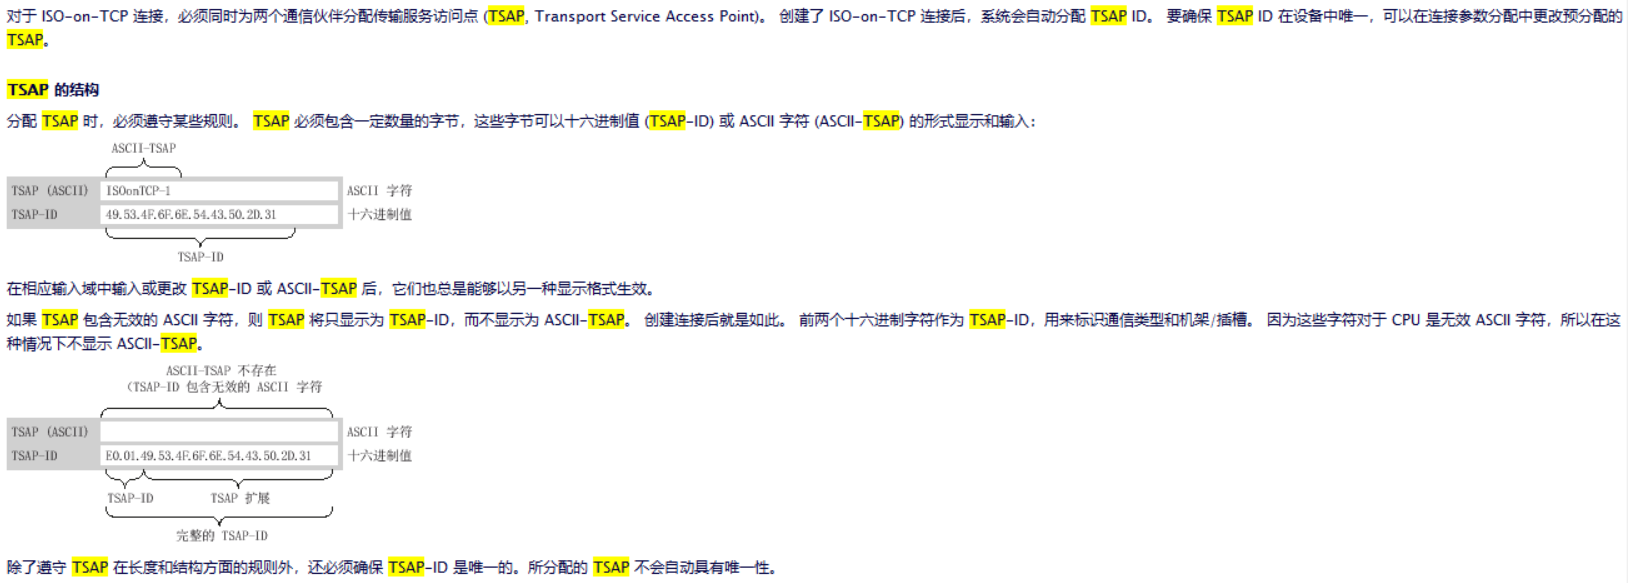 对于 ISO-on-TCP 连接，必须同时为两个通信伙伴分配传输服务访问点 (TSAP, Transport Service Access Point)。 创建了 ISO-on-TCP 连接后，系统会自动分配 TSAP ID。 要确保 TSAP ID 在设备中唯一，可以在连接参数分配中更改预分配的
TSAP。
TSAP 的结构
分配 TSAP 时，必须遵守某些规则。 TSAP 必须包含一定数量的字节，这些字节可以十六进制值 (TSAP-ID) 或 ASCII 字符 (ASCII-TSAP) 的形式显示和输入：
ASCII-TSAP
TSAP (ASCII) ISOonTCP-1 ASCII 字符
TSAP-ID 49.53.4F.6F.6E.54.43.50.2D.31 十六进制值
TSAP-ID
在相应输入域中输入或更改 TSAP-ID 或 ASCII-TSAP 后，它们也总是能够以另一种显示格式生效。
如果 TSAP 包含无效的 ASCII 字符，则 TSAP 将只显示为 TSAP-ID，而不显示为 ASCII-TSAP。 创建连接后就是如此。 前两个十六进制字符作为 TSAP-ID，用来标识通信类型和机架/插槽。 因为这些字符对于 CPU 是无效 ASCII 字符，所以在这
种情况下不显示 ASCII-TSAP。
ASCII-TSAP 不存在
（TSAP-ID 包含无效的 ASCII 字符
TSAP (ASCII) ASCII 字符
TSAP-ID E0.01.49.53.4F.6F.6E.54.43.50.2D.31 十六进制值
TSAP-ID TSAP 扩展
完整的 TSAP-ID
除了遵守 TSAP 在长度和结构方面的规则外，还必须确保 TSAP-ID 是唯一的。所分配的 TSAP 不会自动具有唯一性。